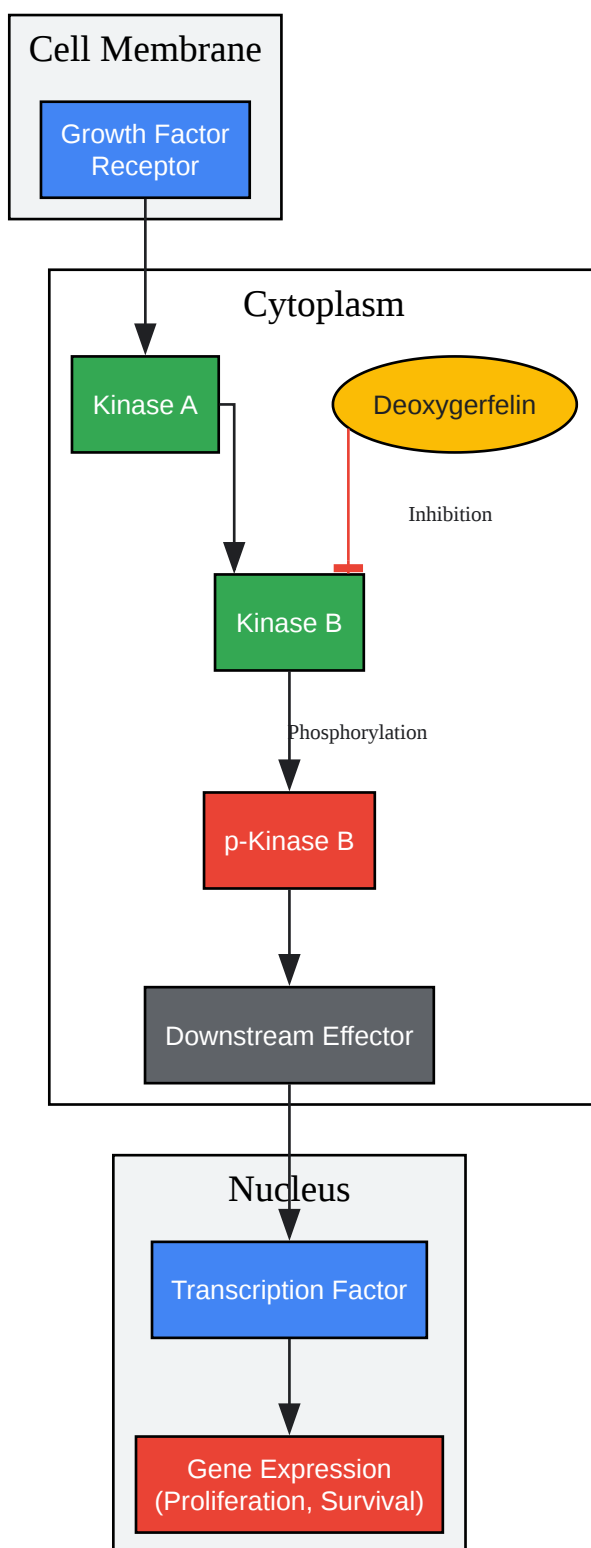 Cell Membrane
Growth Factor
Receptor
Cytoplasm
Kinase A
Deoxygerfelin
Inhibition
Kinase B
Phosphorylation
p-Kinase B
Downstream Effector
Nucleus
Transcription Factor
Gene Expression
(Proliferation, Survival)